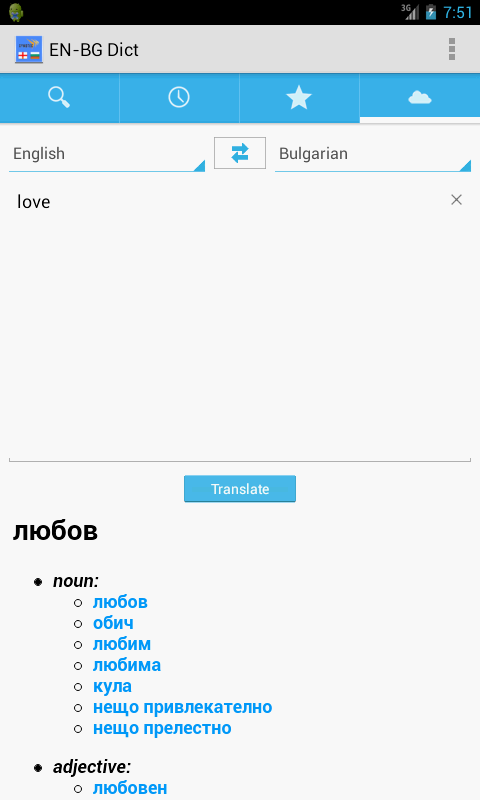 3G 7:51
EN-BG Dict
English Bulgarian
love
Translate
любов
noun:
любов
обич
любим
любима
кула
нещо привлекателно
нещо прелестно
adjective:
любовен